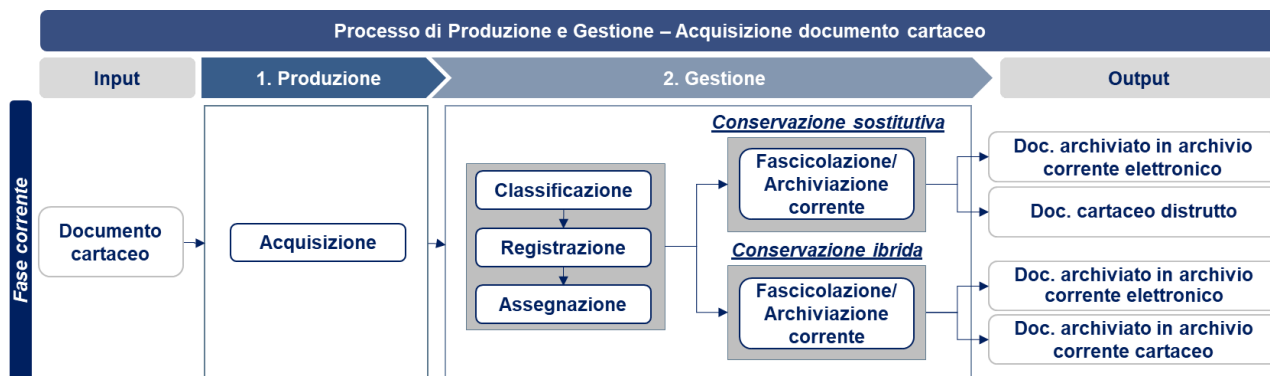 Processo di Produzione e Gestione – Acquisizione documento cartaceo
Input
1. Produzione
2. Gestione
Output
Fase corrente
Documento
cartaceo
Acquisizione
Classificazione
Registrazione
Assegnazione
Conservazione sostitutiva
Fascicolazione/
Archiviazione
corrente
Conservazione ibrida
Fascicolazione/
Archiviazione
corrente
Doc. archiviato in archivio
corrente elettronico
Doc. cartaceo distrutto
Doc. archiviato in archivio
corrente elettronico
Doc. archiviato in archivio
corrente cartaceo